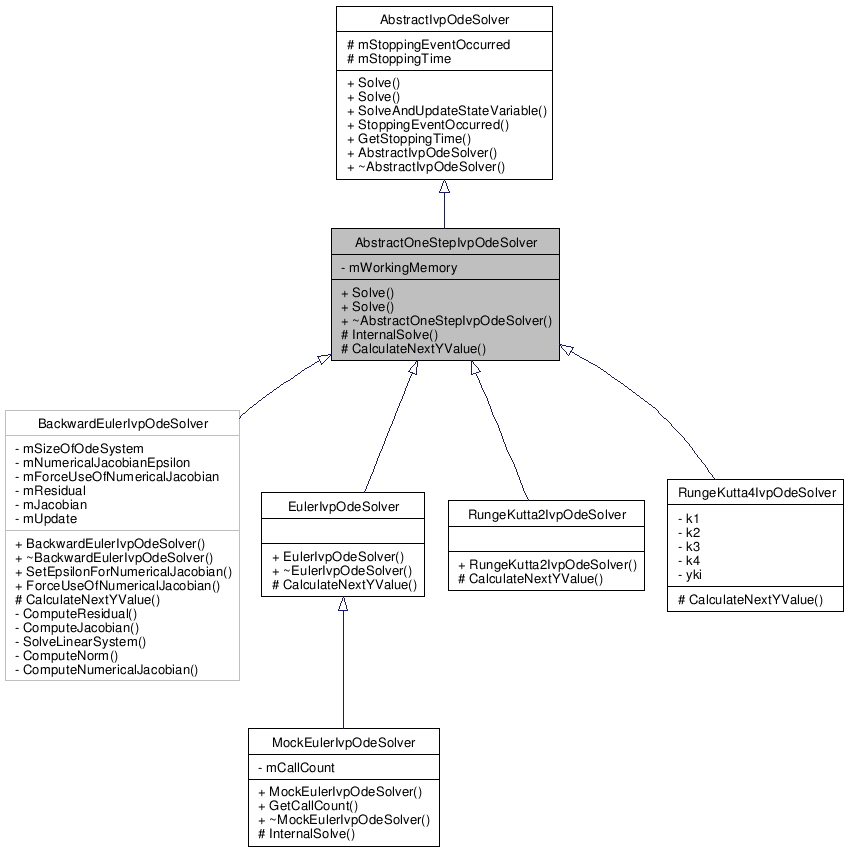 AbstractIvpOdeSolver
# mStoppingEventOccurred
# mStoppingTime
+ Solve()
+ Solve()
+ SolveAndUpdateStateVariable()
+ StoppingEventOccurred()
+ GetStoppingTime()
+ AbstractIvpOdeSolver()
+ ~AbstractIvpOdeSolver()
AbstractOneStepIvpOdeSolver
- mWorkingMemory
+ Solve()
+ Solve()
+ ~AbstractOneStepIvpOdeSolver()
# InternalSolve()
# CalculateNextYValue()
BackwardEulerIvpOdeSolver
- mSizeOfOdeSystem
- mNumericalJacobianEpsilon
- mForceUseOfNumericalJacobian
- mResidual
- mJacobian
- mUpdate
+ BackwardEulerIvpOdeSolver()
+ ~BackwardEulerIvpOdeSolver()
+ SetEpsilonForNumericalJacobian()
+ ForceUseOfNumericalJacobian()
# CalculateNextYValue()
- ComputeResidual()
- ComputeJacobian()
- SolveLinearSystem()
- ComputeNorm()
- ComputeNumericalJacobian()
EulerIvpOdeSolver
+ EulerIvpOdeSolver()
+ ~EulerIvpOdeSolver()
# CalculateNextYValue()
RungeKutta2IvpOdeSolver
+ RungeKutta2IvpOdeSolver()
# CalculateNextYValue()
RungeKutta4IvpOdeSolver
- k1
- k2
- k3
- k4
- yki
# CalculateNextYValue()
MockEulerIvpOdeSolver
- mCallCount
+ MockEulerIvpOdeSolver()
+ GetCallCount()
+ ~MockEulerIvpOdeSolver()
# InternalSolve()